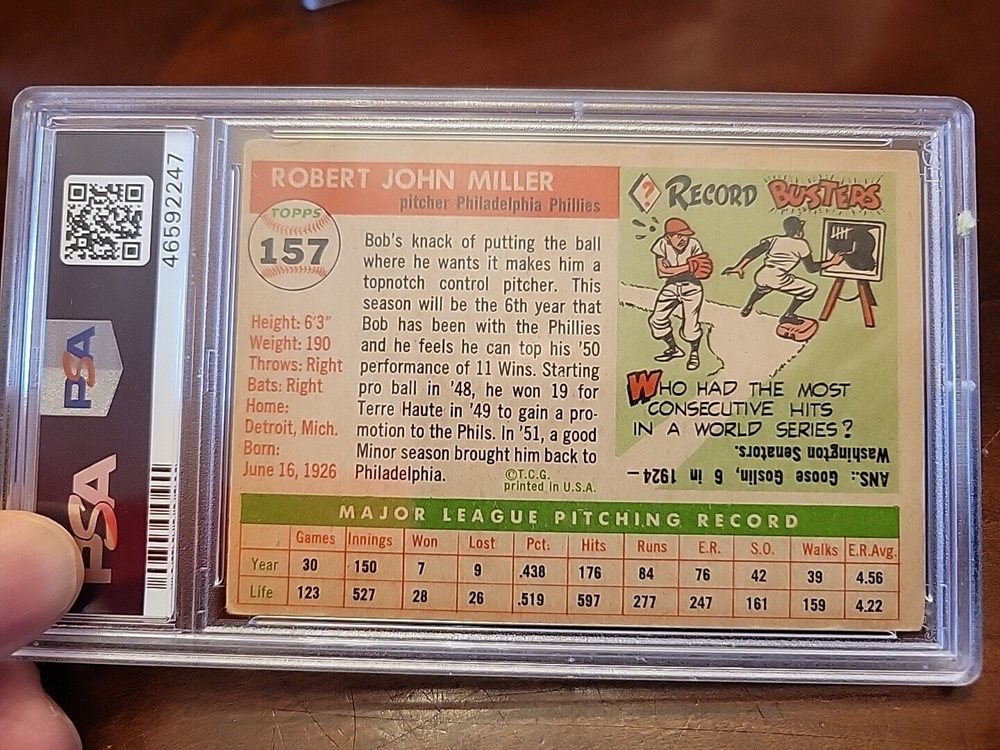 46592247
PSA
PSA
ROBERT JOHN MILLER
pitcher Philadelphia Phillies
TOPPS
157
Height: 6'3"
Weight: 190
Throws: Right
Bats: Right
Home:
Detroit, Mich.
Born:
June 16, 1926
Bob's knack of putting the ball
where he wants it makes him a
topnotch control pitcher. This
season will be the 6th year that
Bob has been with the Phillies
and he feels he can top his '50
performance of 11 Wins. Starting
pro ball in '48, he won 19 for
Terre Haute in '49 to gain a pro-
motion to the Phils. In '51, a good
Minor season brought him back to
Philadelphia.
©T.C.G.
printed in U.S.A.
? RECORD BUSTERS
WHO HAD THE MOST
CONSECUTIVE HITS
IN A WORLD SERIES?
ANS.: Goose Goslin, 6 in 1924—
Washington Senators.
MAJOR LEAGUE PITCHING RECORD
Games Innings Won Lost Pct. Hits Runs E.R. S.O. Walks E.R.Avg.
Year 30 150 7 9 .438 176 84 76 42 39 4.56
Life 123 527 28 26 .519 597 277 247 161 159 4.22